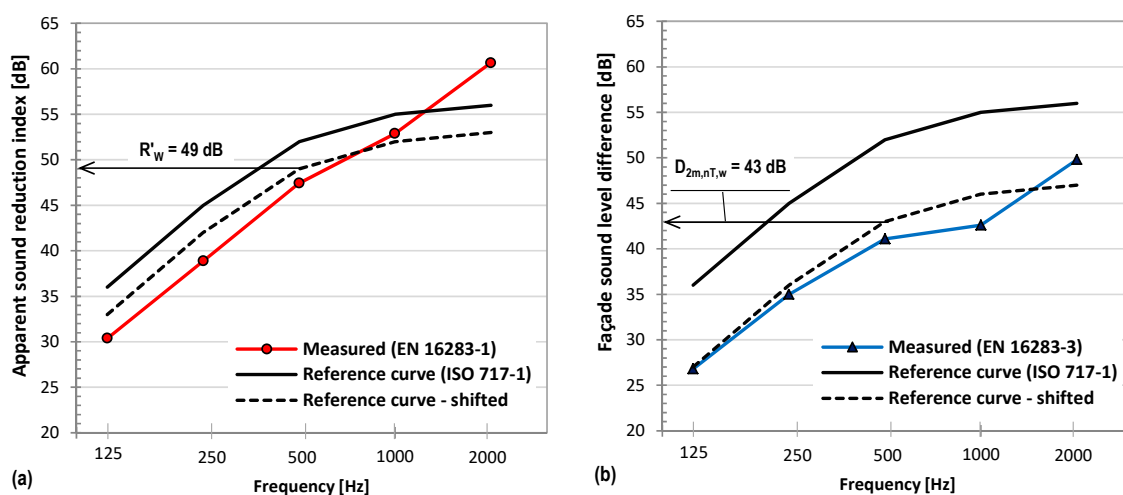 65
60
55
50
45
40
35
30
25
20
Apparent sound reduction index [dB]
R'w = 49 dB
Measured (EN 16283-1)
Reference curve (ISO 717-1)
Reference curve - shifted
125 250 500 1000 2000
Frequency [Hz]
(a)
65
60
55
50
45
40
35
30
25
20
Façade sound level difference [dB]
D2m,nT,w = 43 dB
Measured (EN 16283-3)
Reference curve (ISO 717-1)
Reference curve - shifted
125 250 500 1000 2000
Frequency [Hz]
(b)